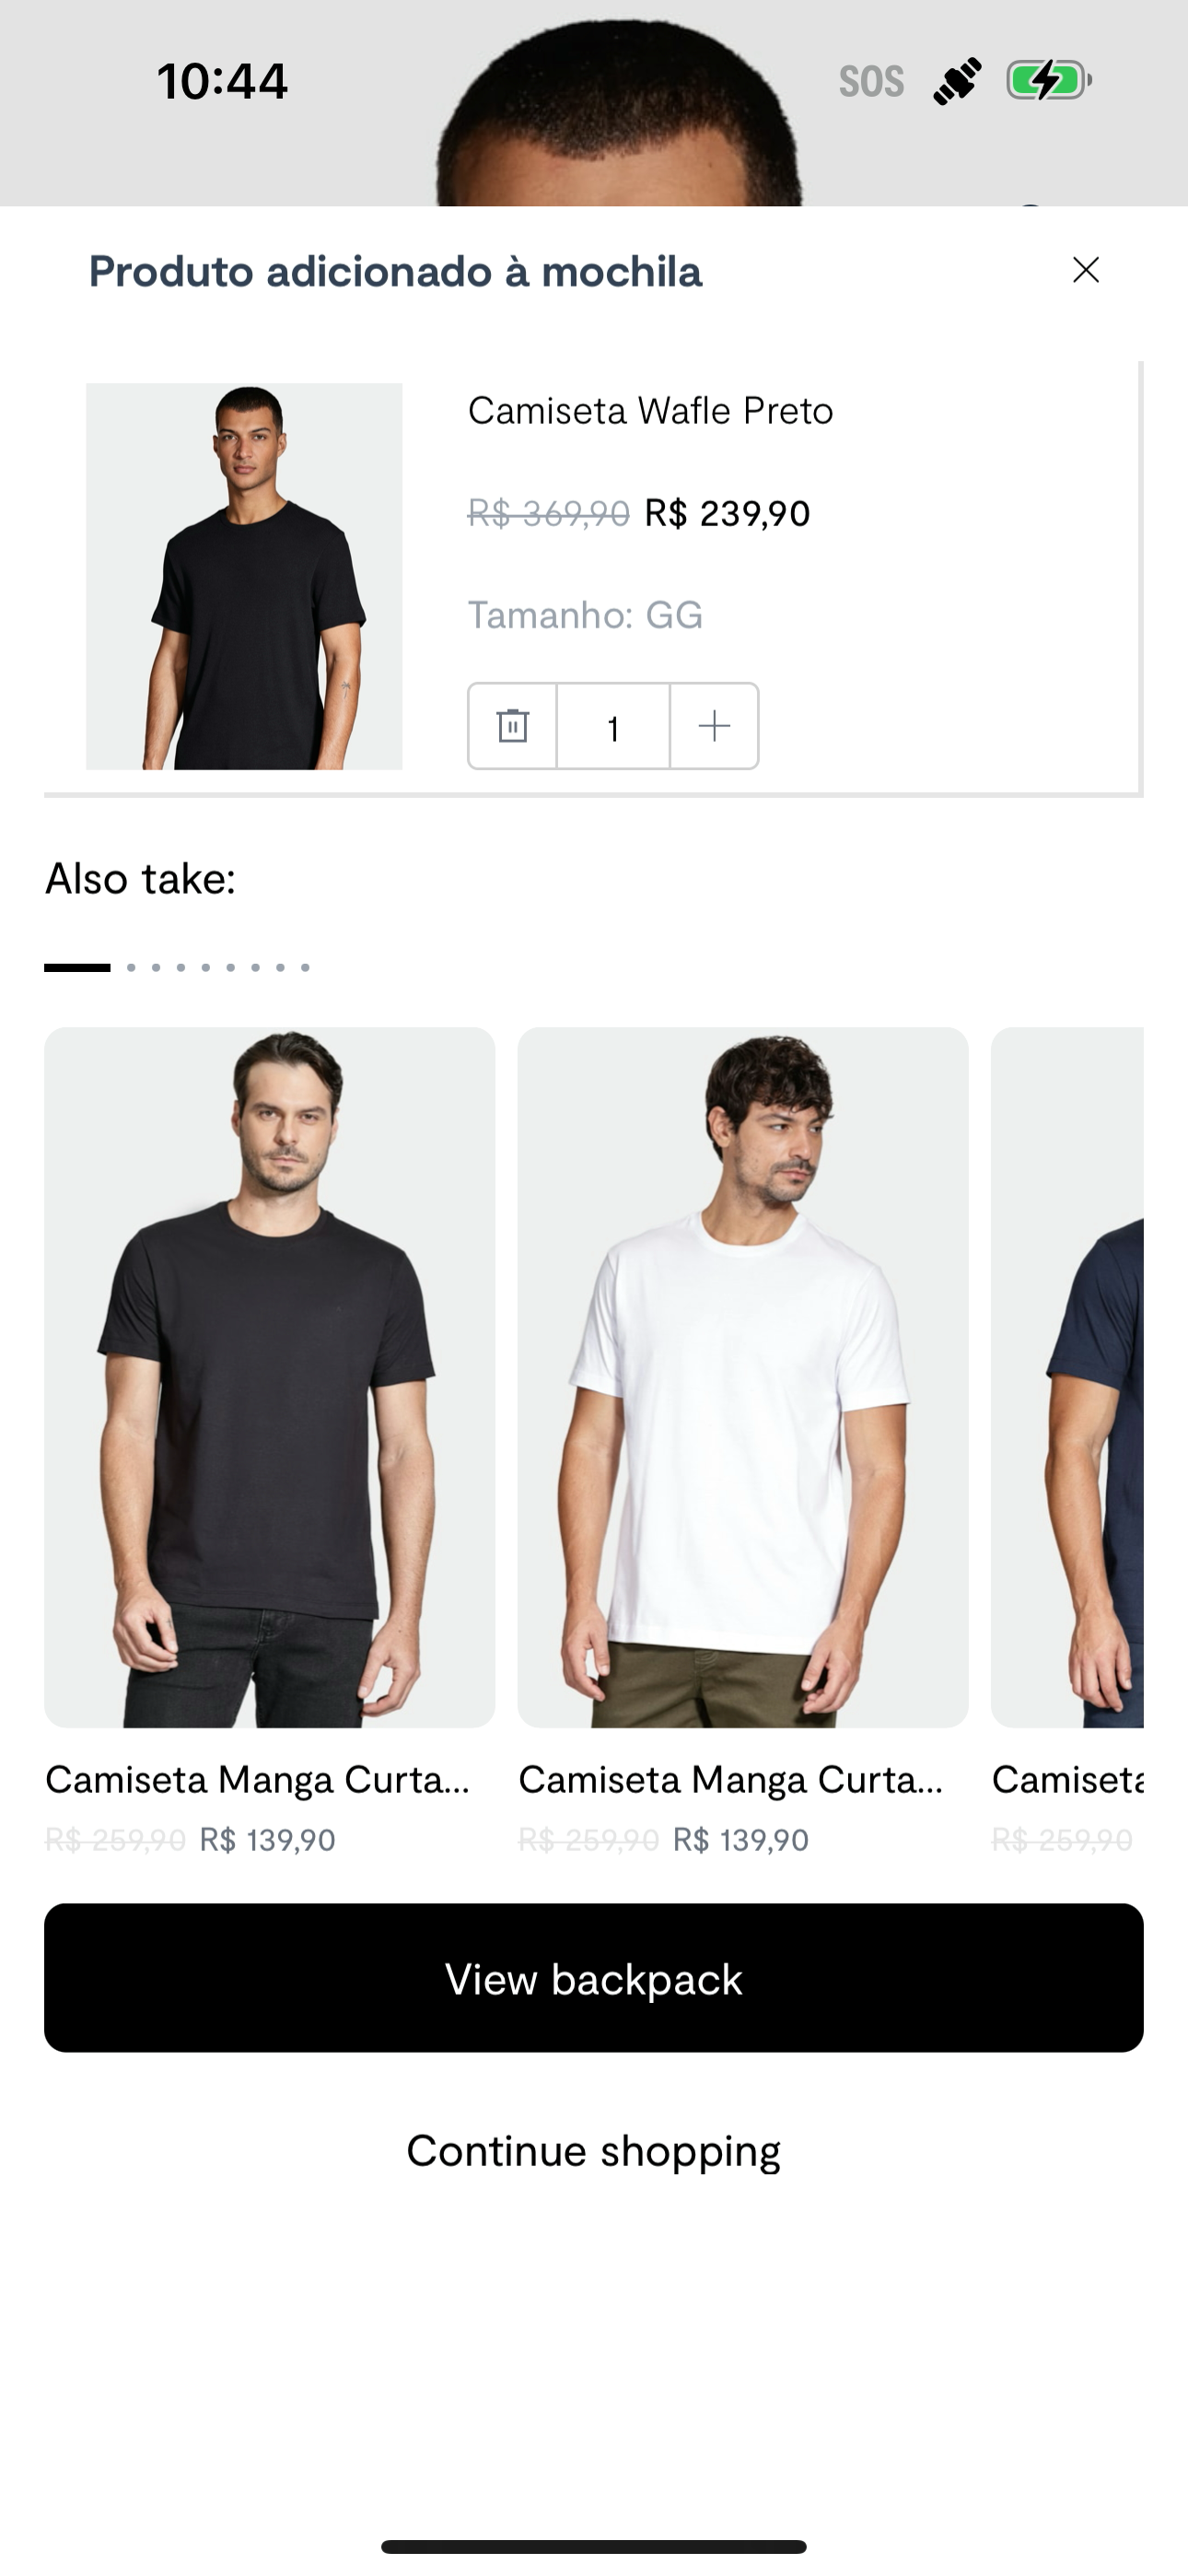 10:44
SOS
Produto adicionado à mochila
Camiseta Wafle Preto
R$ 369,90 R$ 239,90
Tamanho: GG
1
Also take:
Camiseta Manga Curta... Camiseta Manga Curta... Camiseta
R$ 259,90 R$ 139,90 R$ 259,90 R$ 139,90 R$ 259,90
View backpack
Continue shopping